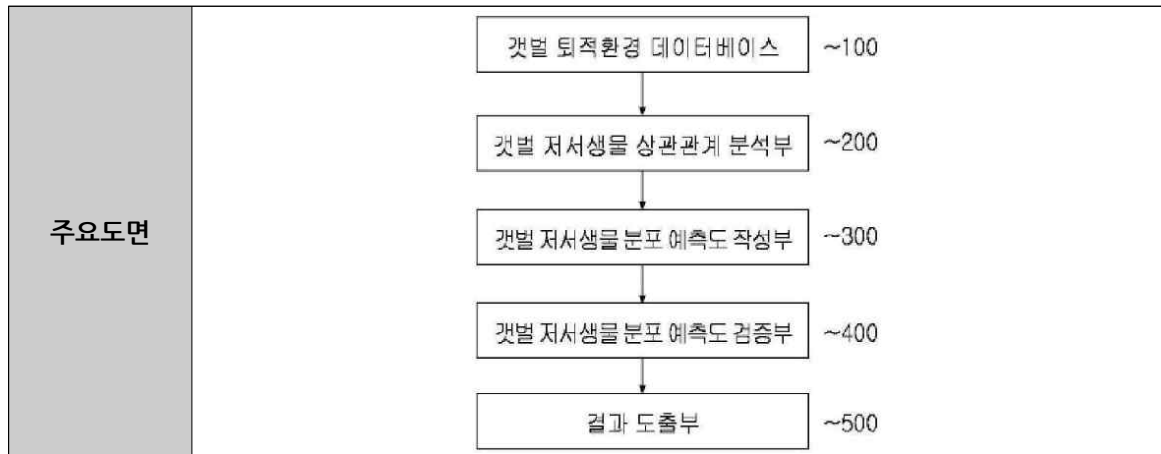 갯벌 퇴적환경 데이터베이스 ~100
갯벌 저서생물 상관관계 분석부 ~200
주요도면
갯벌 저서생물 분포 예측도 작성부 ~300
갯벌 저서생물 분포 예측도 검증부 ~400
결과 도출부 ~500